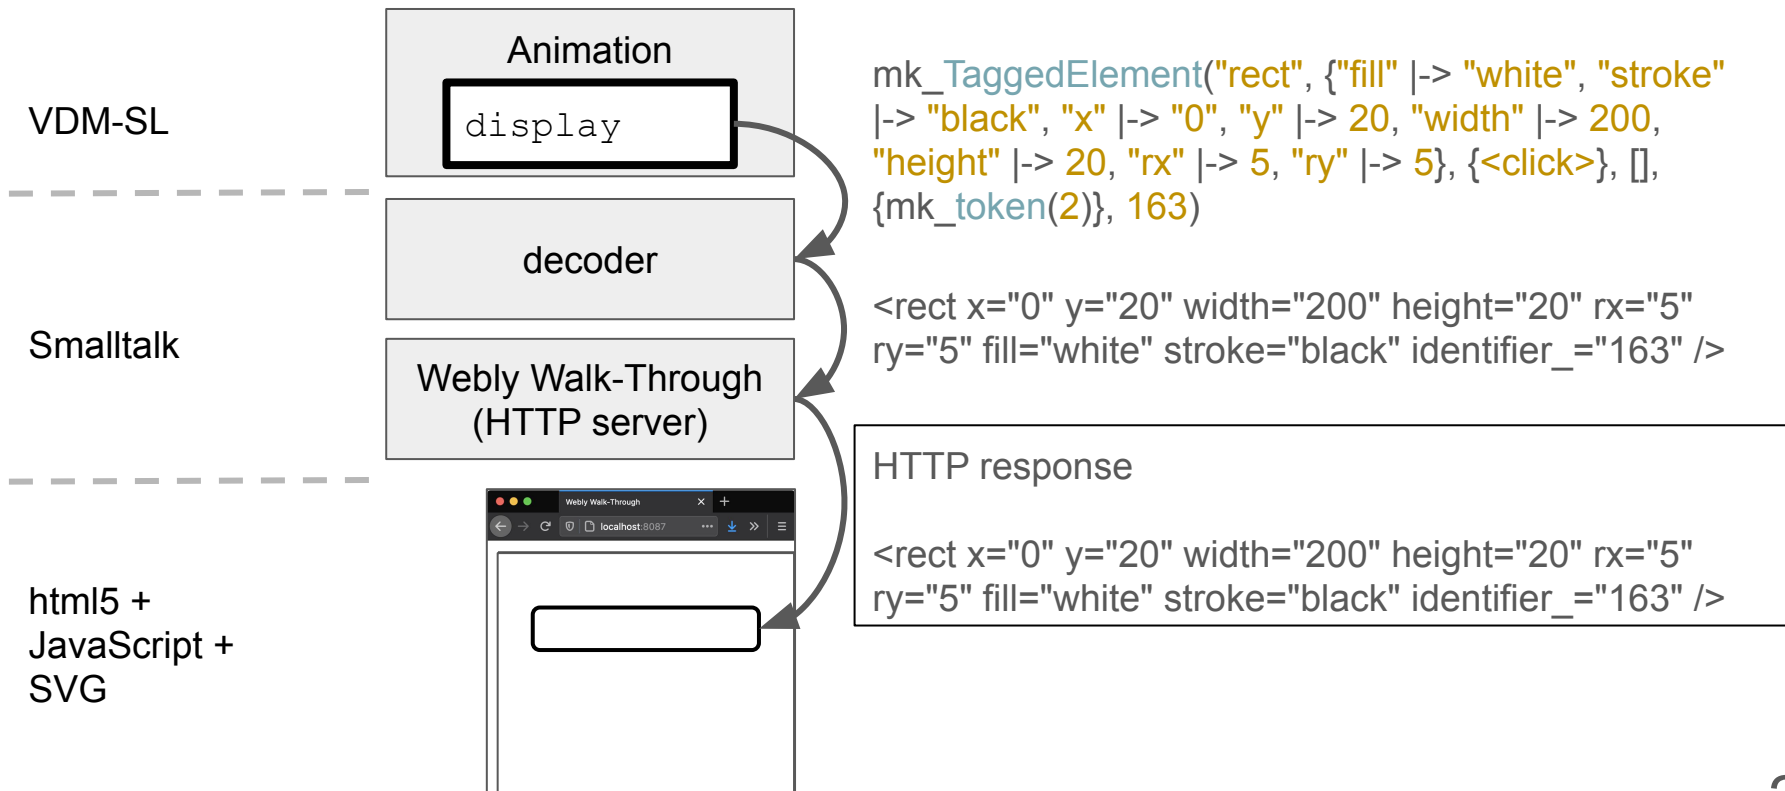 VDM-SL
Animation
display
mk_TaggedElement("rect", {"fill" |-> "white", "stroke"
|-> "black", "x" |-> "0", "y" |-> 20, "width" |-> 200,
"height" |-> 20, "rx" |-> 5, "ry" |-> 5}, {<click>}, [],
{mk_token(2)}, 163)
decoder
Smalltalk
<rect x="0" y="20" width="200" height="20" rx="5"
ry="5" fill="white" stroke="black" identifier_="163" />
Webly Walk-Through
(HTTP server)
HTTP response
<rect x="0" y="20" width="200" height="20" rx="5"
ry="5" fill="white" stroke="black" identifier_="163" />
Webly Walk-Through
localhost:8087
html5 +
JavaScript +
SVG